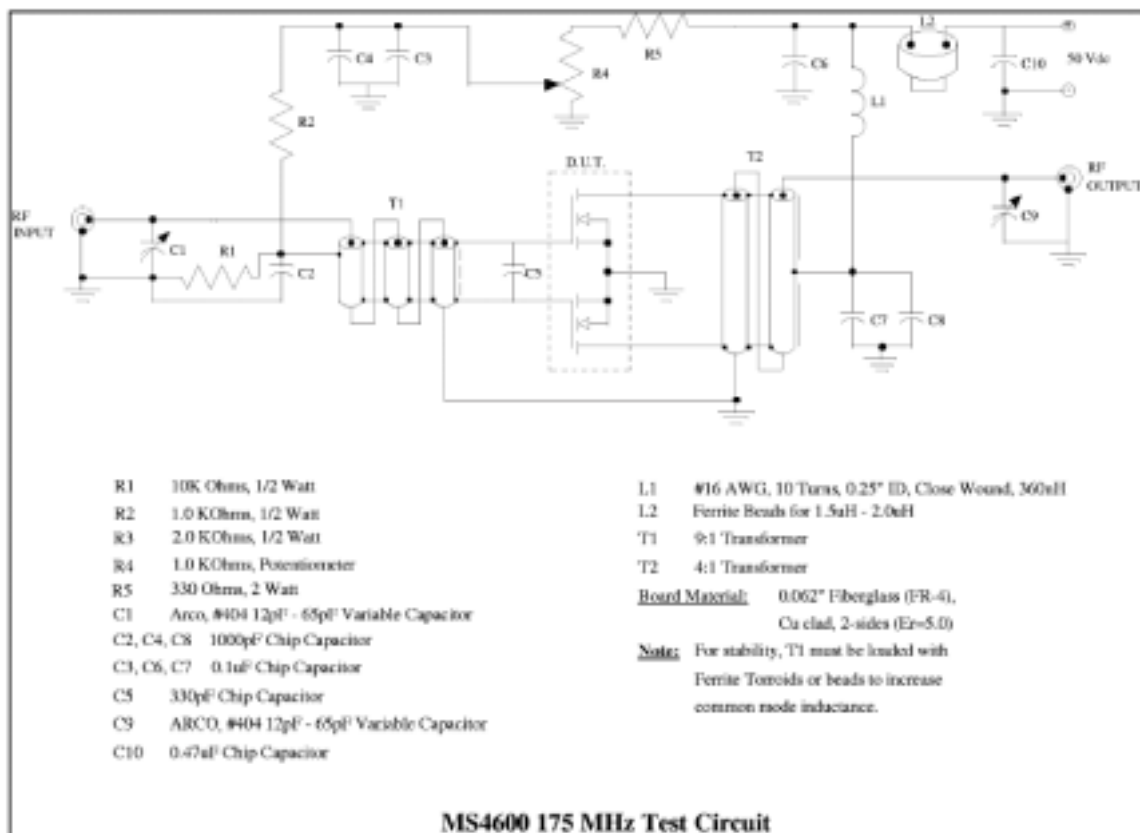 C4
C3
R4
R5
C6
L2
C10
50 Vdc
L1
R2
D.U.T.
T2
RF
OUTPUT
RF
INPUT
T1
C1
R1
C2
C5
C9
C7
C8
R1 10K Ohms, 1/2 Watt
R2 1.0 KOhms, 1/2 Watt
R3 2.0 KOhms, 1/2 Watt
R4 1.0 KOhms, Potentiometer
R5 330 Ohms, 2 Watt
C1 Arco, #404 12pF - 65pF Variable Capacitor
C2, C4, C8 1000pF Chip Capacitor
C3, C6, C7 0.1uF Chip Capacitor
C5 330pF Chip Capacitor
C9 ARCO, #404 12pF - 65pF Variable Capacitor
C10 0.47uF Chip Capacitor
L1 #16 AWG, 10 Turns, 0.25" ID, Close Wound, 360nH
L2 Ferrite Beads for 1.5uH - 2.0uH
T1 9:1 Transformer
T2 4:1 Transformer
Board Material: 0.062" Fiberglass (FR-4),
Cu clad, 2-sides (Er=5.0)
Note: For stability, T1 must be loaded with
Ferrite Torroids or beads to increase
common mode inductance.
MS4600 175 MHz Test Circuit